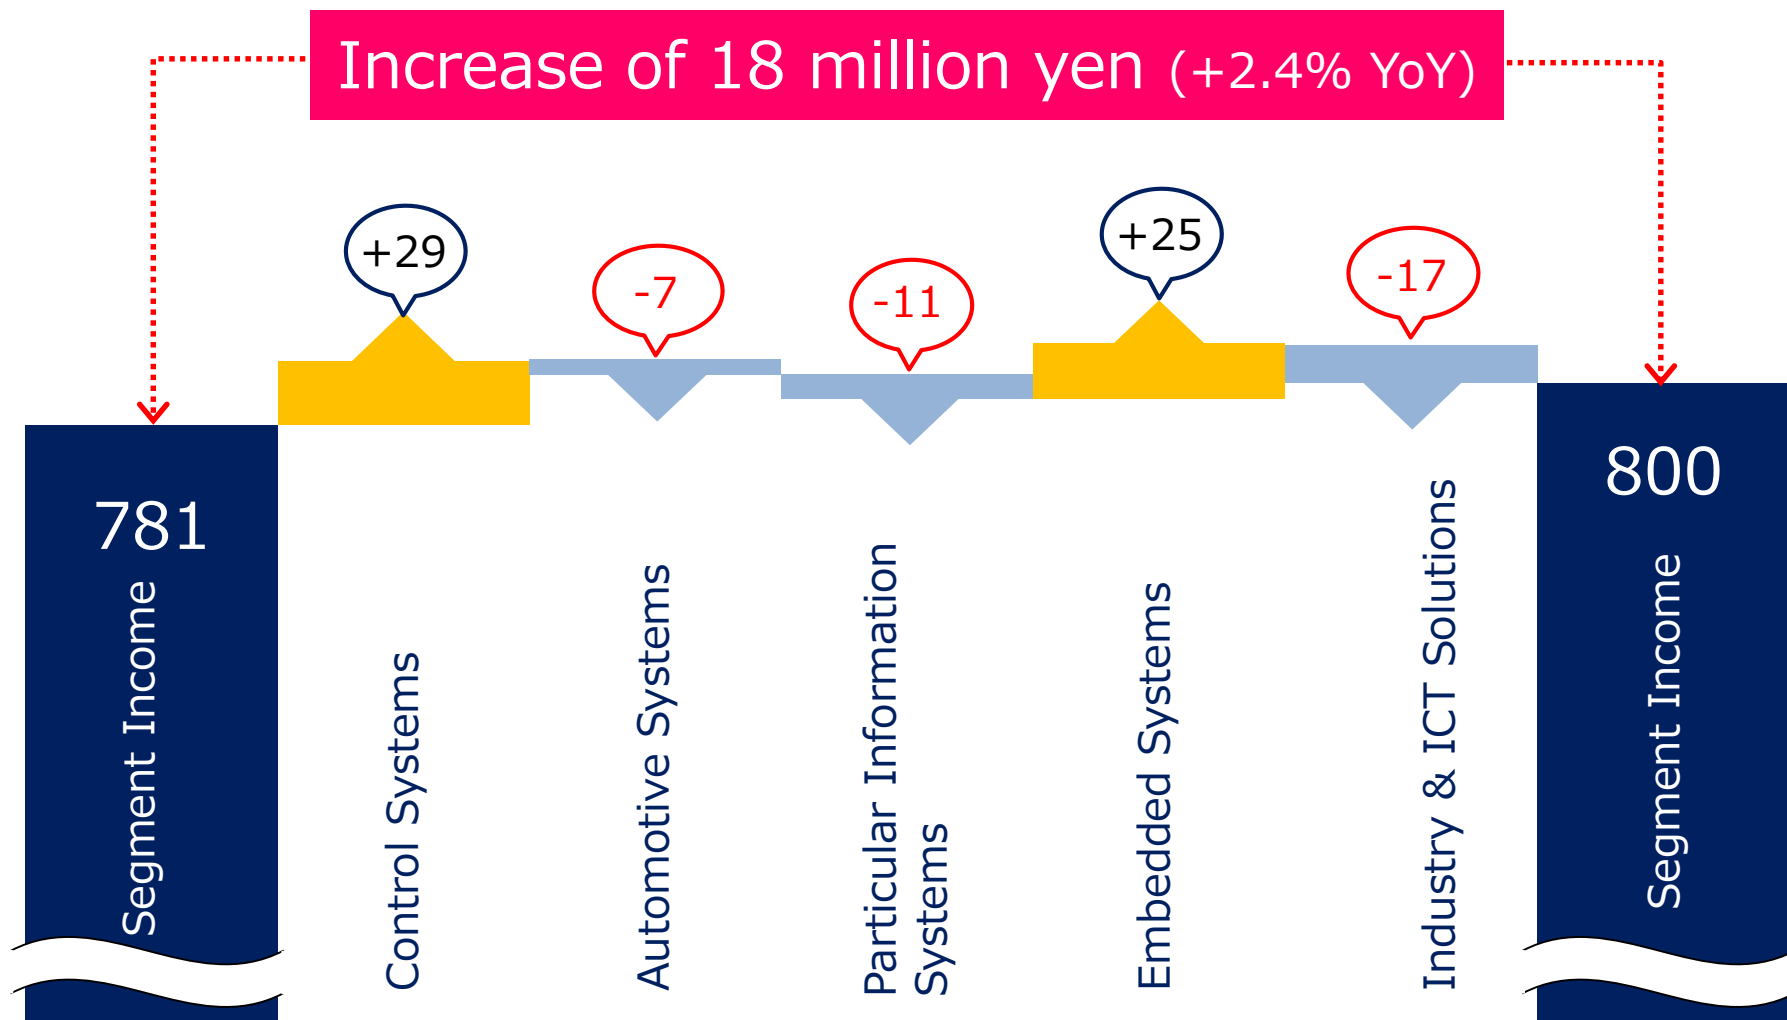 Increase of 18 million yen (+2.4% YoY)
+29
-7
-11
+25
-17
781
Segment Income
Control Systems
Automotive Systems
Particular Information
Systems
Embedded Systems
Industry & ICT Solutions
800
Segment Income